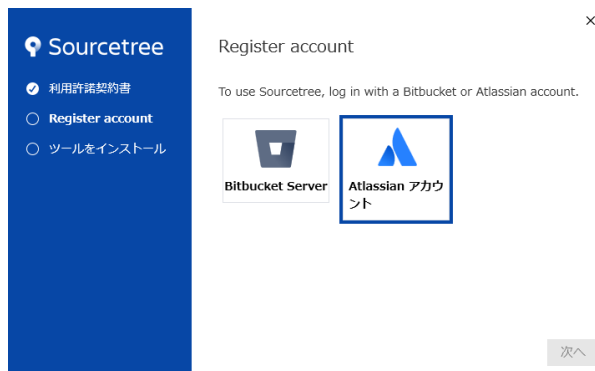 Sourcetree
利用許諾契約書
Register account
ツールをインストール
Register account
To use Sourcetree, log in with a Bitbucket or Atlassian account.
Bitbucket Server
Atlassian アカウ
ント
次へ